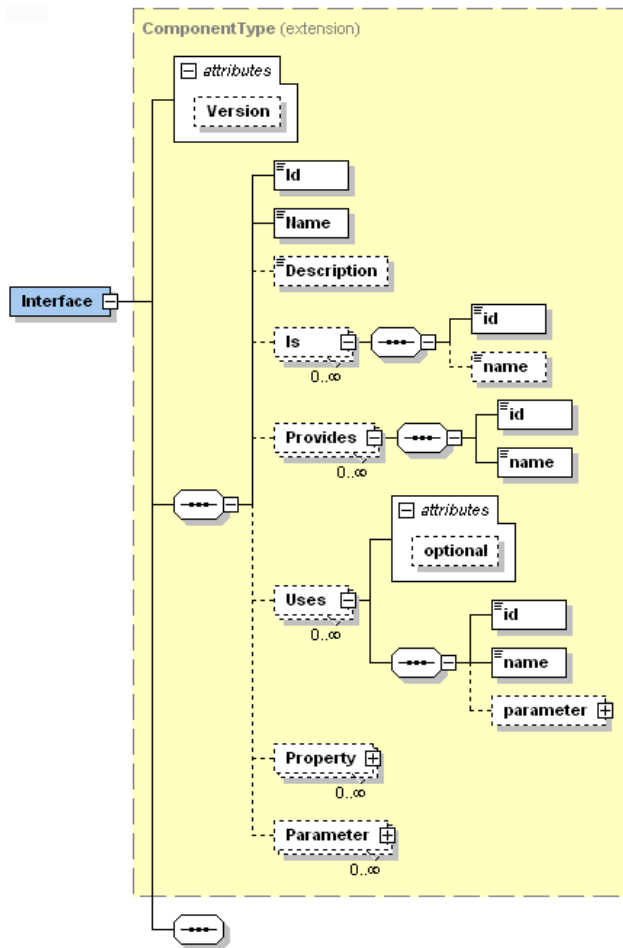 ComponentType (extension)
attributes
Version
Id
Name
Description
Interface
Is
0..∞
id
name
Provides
0..∞
id
name
attributes
optional
Uses
0..∞
id
name
parameter
Property
0..∞
Parameter
0..∞